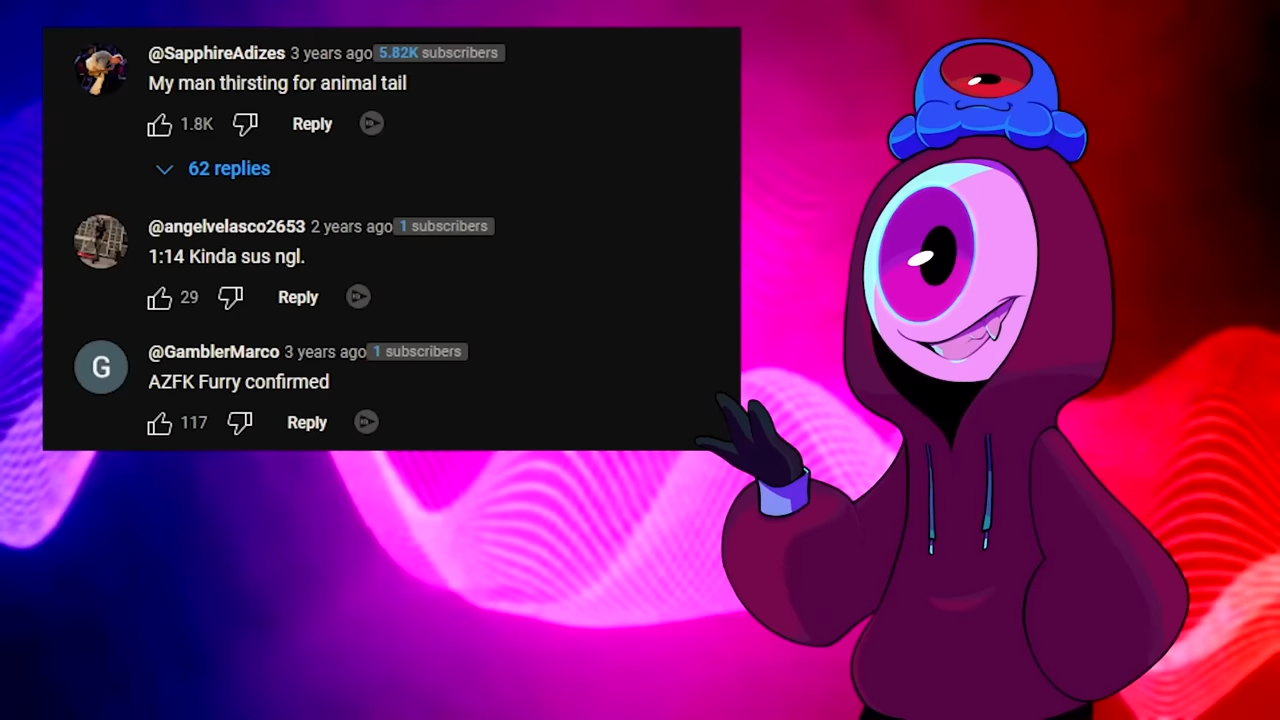 @SapphireAdizes 3 years ago 5.82K subscribers
My man thirsting for animal tail
1.8K Reply
62 replies
@angelvelasco2653 2 years ago 1 subscribers
1:14 Kinda sus ngl.
29 Reply
G
@GamblerMarco 3 years ago 1 subscribers
AZFK Furry confirmed
117 Reply